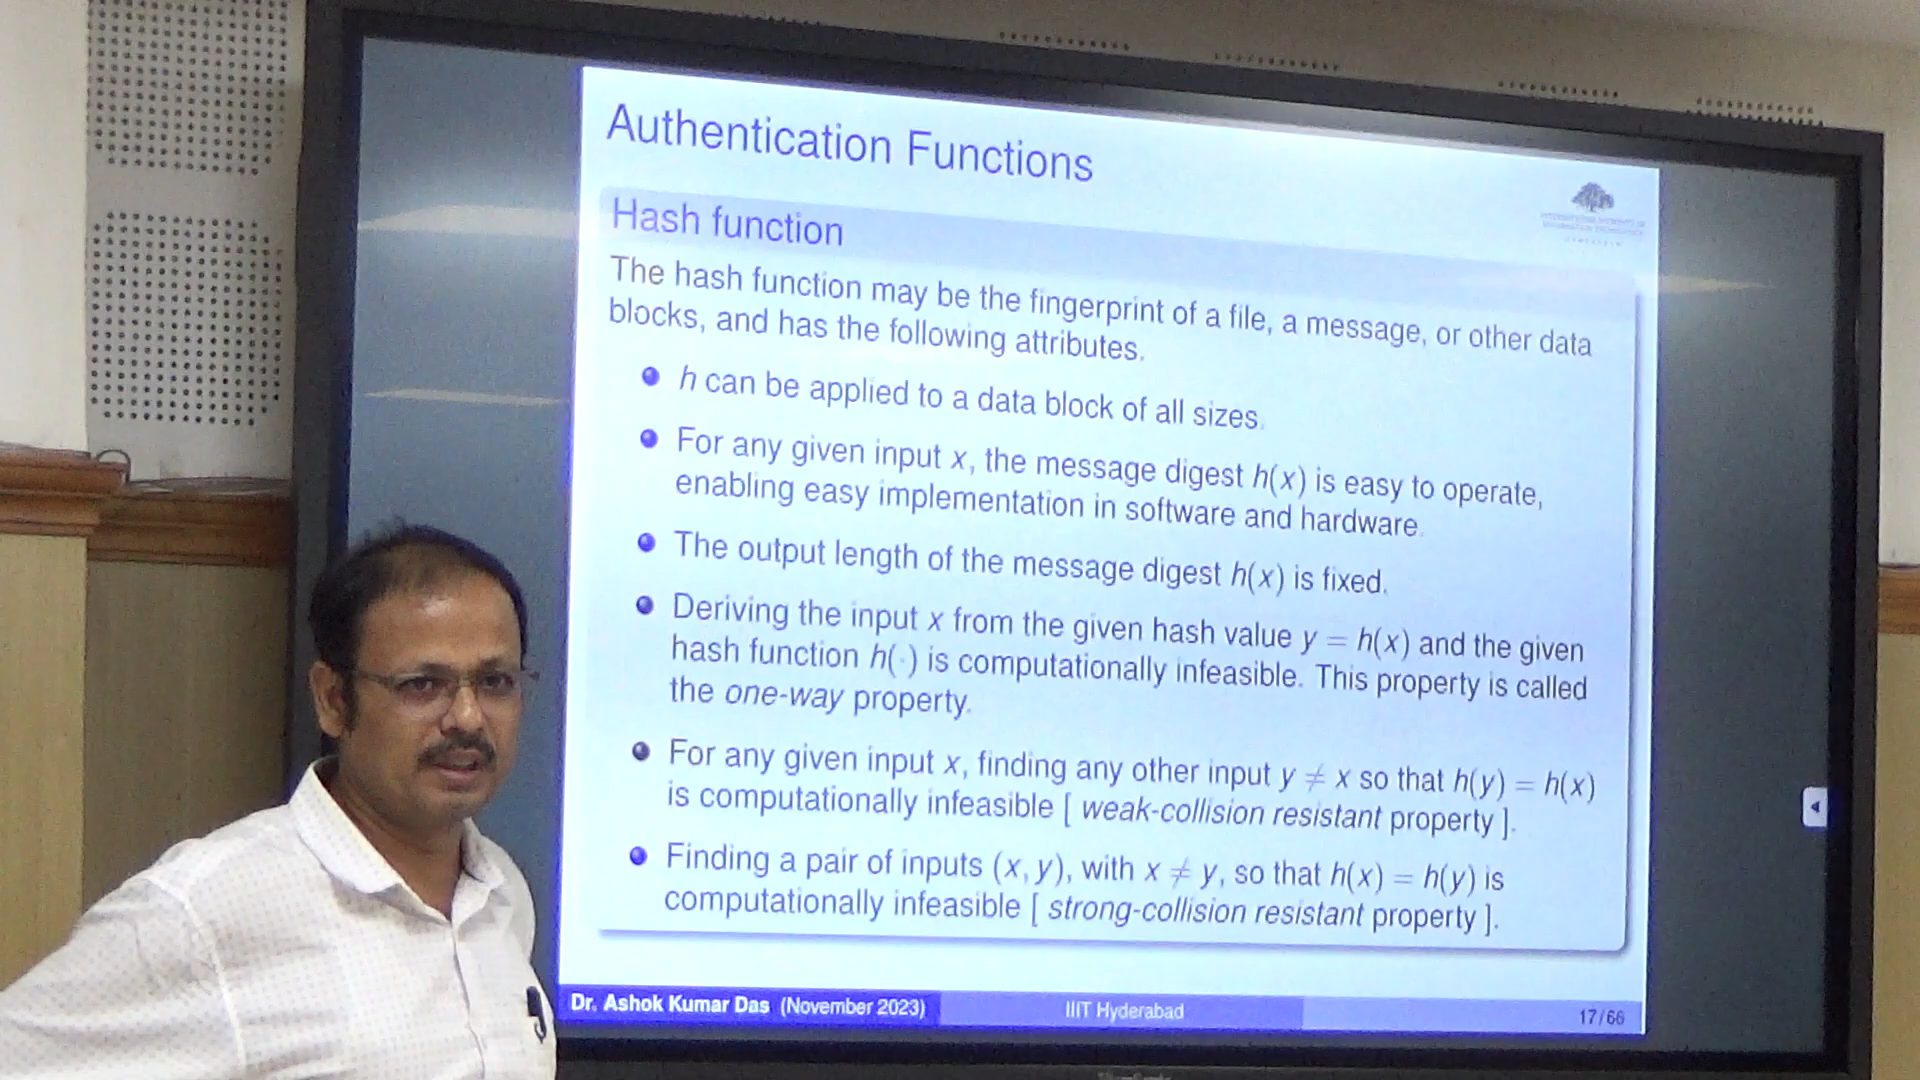 Authentication Functions
Hash function
The hash function may be the fingerprint of a file, a message, or other data
blocks, and has the following attributes.
h can be applied to a data block of all sizes.
For any given input x, the message digest h(x) is easy to operate,
enabling easy implementation in software and hardware.
The output length of the message digest h(x) is fixed.
Deriving the input x from the given hash value y = h(x) and the given
hash function h(·) is computationally infeasible. This property is called
the one-way property.
For any given input x, finding any other input y ≠ x so that h(y) = h(x)
is computationally infeasible [ weak-collision resistant property ].
Finding a pair of inputs (x, y), with x ≠ y, so that h(x) = h(y) is
computationally infeasible [ strong-collision resistant property ].
Dr. Ashok Kumar Das (November 2023) IIIT Hyderabad 17/66